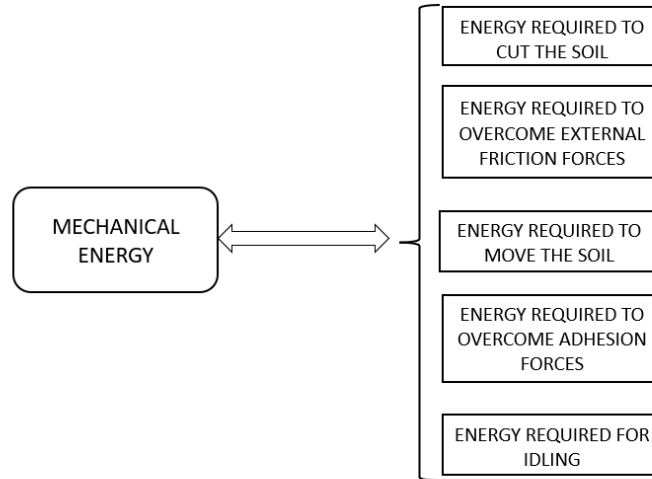 MECHANICAL
ENERGY
ENERGY REQUIRED TO
CUT THE SOIL
ENERGY REQUIRED TO
OVERCOME EXTERNAL
FRICTION FORCES
ENERGY REQUIRED TO
MOVE THE SOIL
ENERGY REQUIRED TO
OVERCOME ADHESION
FORCES
ENERGY REQUIRED FOR
IDLING